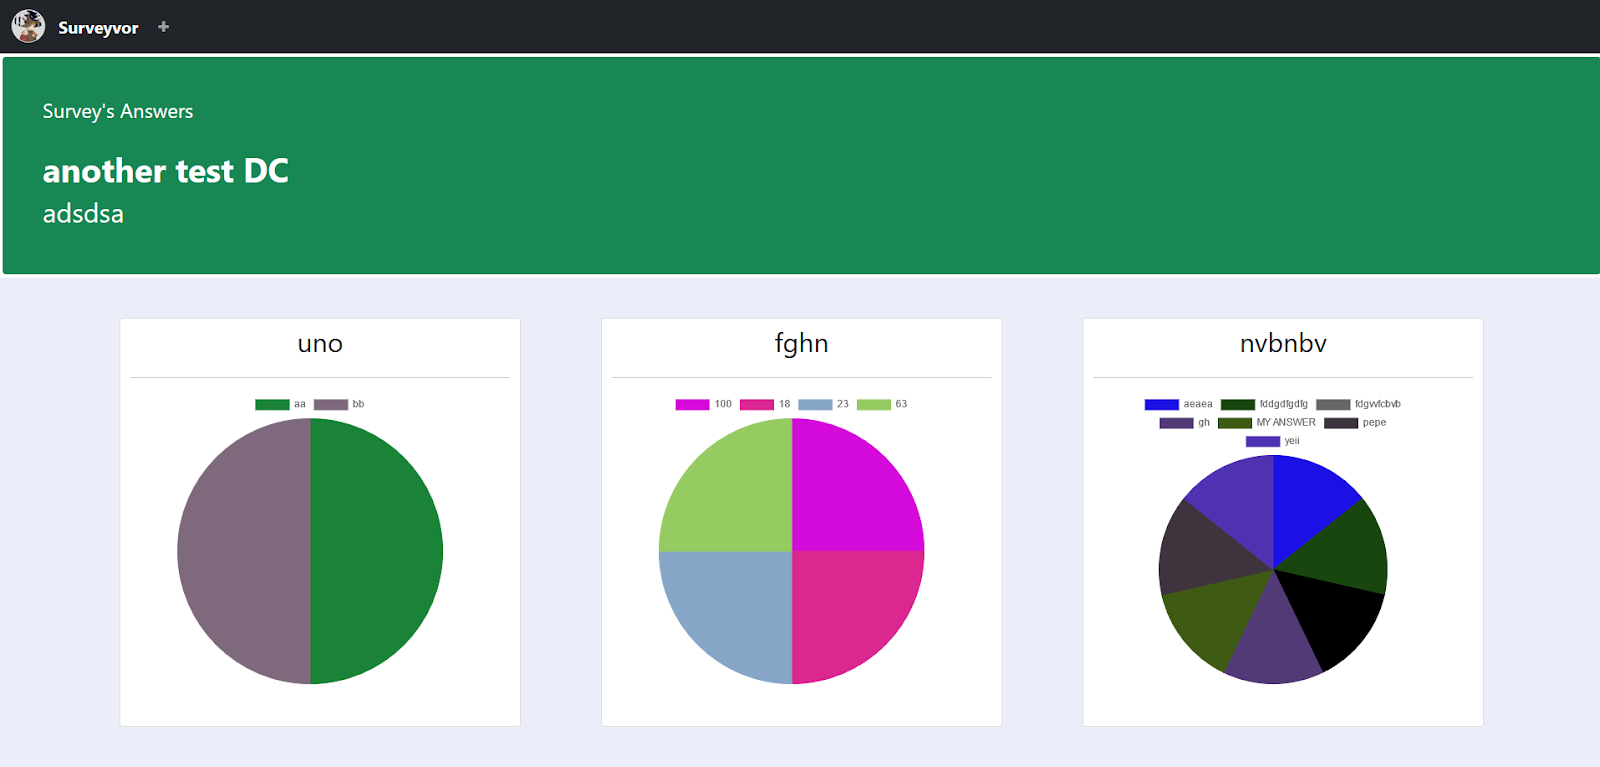 Surveyvor +
Survey's Answers
another test DC
adsdsa
uno
aa bb
fghn
100 18 23 63
nvbnbv
aeaea fddgdfgdfg fdgwfcbvb
gh MY ANSWER pepe
yeii